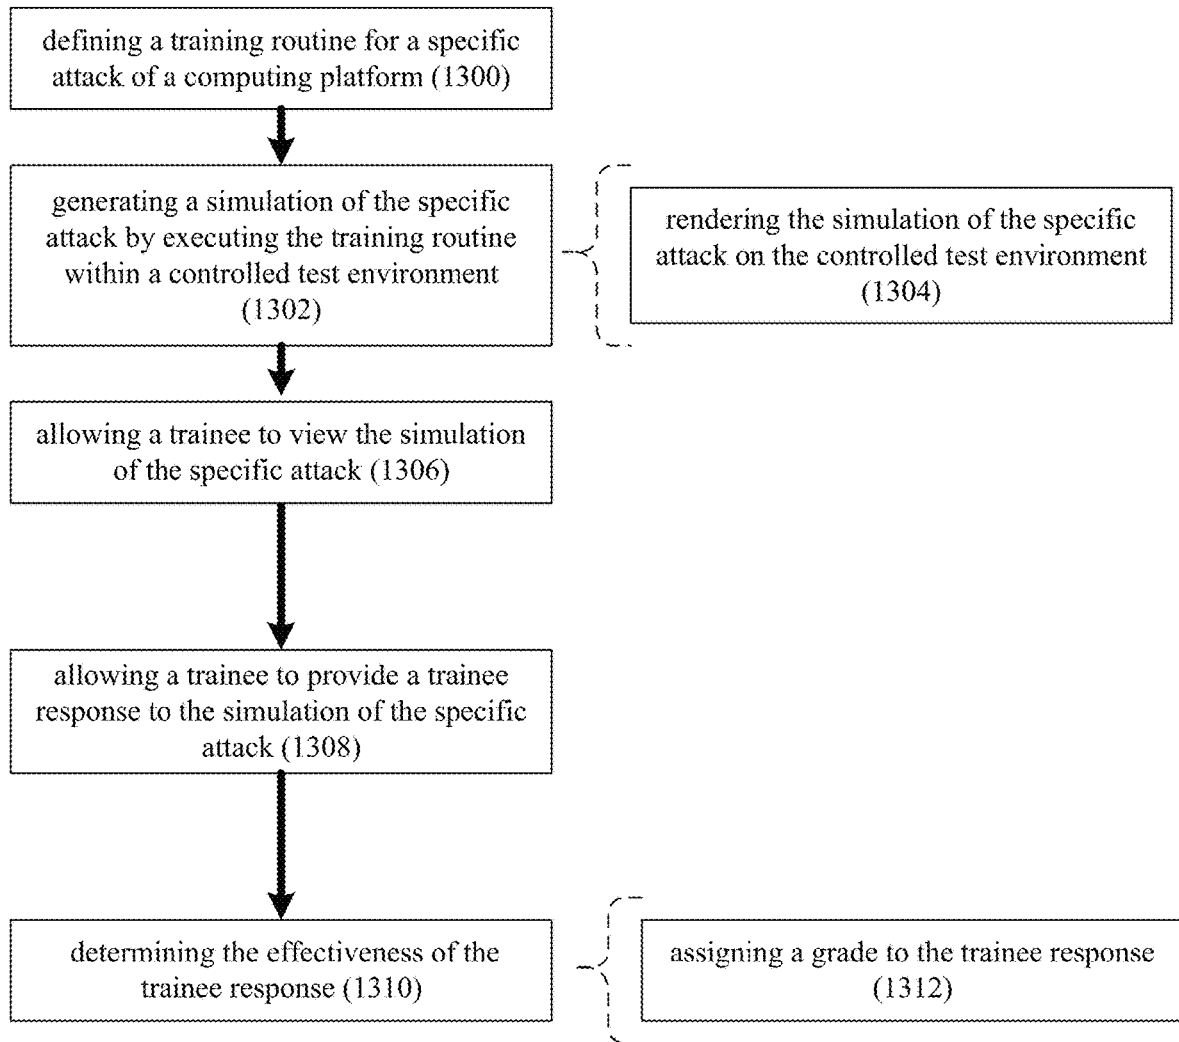 defining a training routine for a specific
attack of a computing platform (1300)
generating a simulation of the specific
attack by executing the training routine
within a controlled test environment
(1302)
rendering the simulation of the specific
attack on the controlled test environment
(1304)
allowing a trainee to view the simulation
of the specific attack (1306)
allowing a trainee to provide a trainee
response to the simulation of the specific
attack (1308)
determining the effectiveness of the
trainee response (1310)
assigning a grade to the trainee response
(1312)